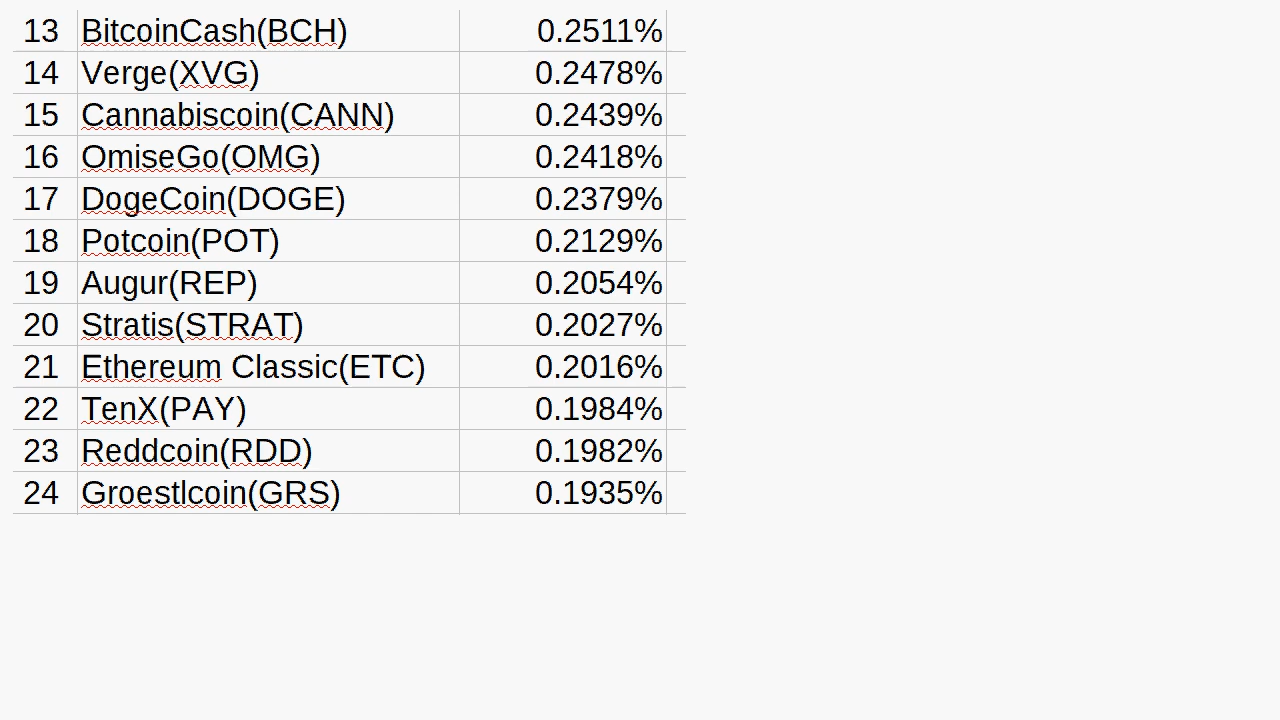 13 BitcoinCash(BCH) 0.2511%
14 Verge(XVG) 0.2478%
15 Cannabiscoin(CANN) 0.2439%
16 OmiseGo(OMG) 0.2418%
17 DogeCoin(DOGE) 0.2379%
18 Potcoin(POT) 0.2129%
19 Augur(REP) 0.2054%
20 Stratis(STRAT) 0.2027%
21 Ethereum Classic(ETC) 0.2016%
22 TenX(PAY) 0.1984%
23 Reddcoin(RDD) 0.1982%
24 Groestlcoin(GRS) 0.1935%